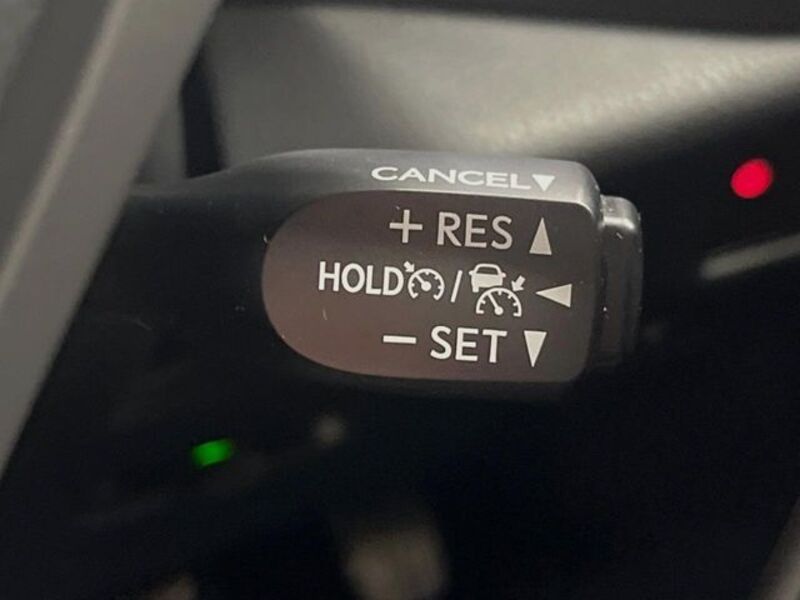 CANCEL▼
+ RES ▲
HOLD / ◀
− SET ▼